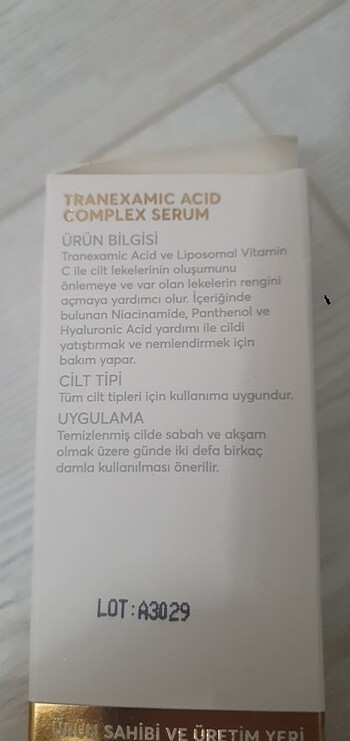 TRANEXAMIC ACID
COMPLEX SERUM
ÜRÜN BİLGİSİ
Tranexamic Acid ve Liposomal Vitamin
C ile cilt lekelerinin oluşumunu
önlemeye ve var olan lekelerin rengini
açmaya yardımcı olur. İçeriğinde
bulunan Niacinamide, Panthenol ve
Hyaluronic Acid yardımı ile cildi
yatıştırmak ve nemlendirmek için
bakım yapar.
CİLT TİPİ
Tüm cilt tipleri için kullanıma uygundur.
UYGULAMA
Temizlenmiş cilde sabah ve akşam
olmak üzere günde iki defa birkaç
damla kullanılması önerilir.
LOT:A3029
ÜRÜN SAHİBİ VE ÜRETİM YERİ